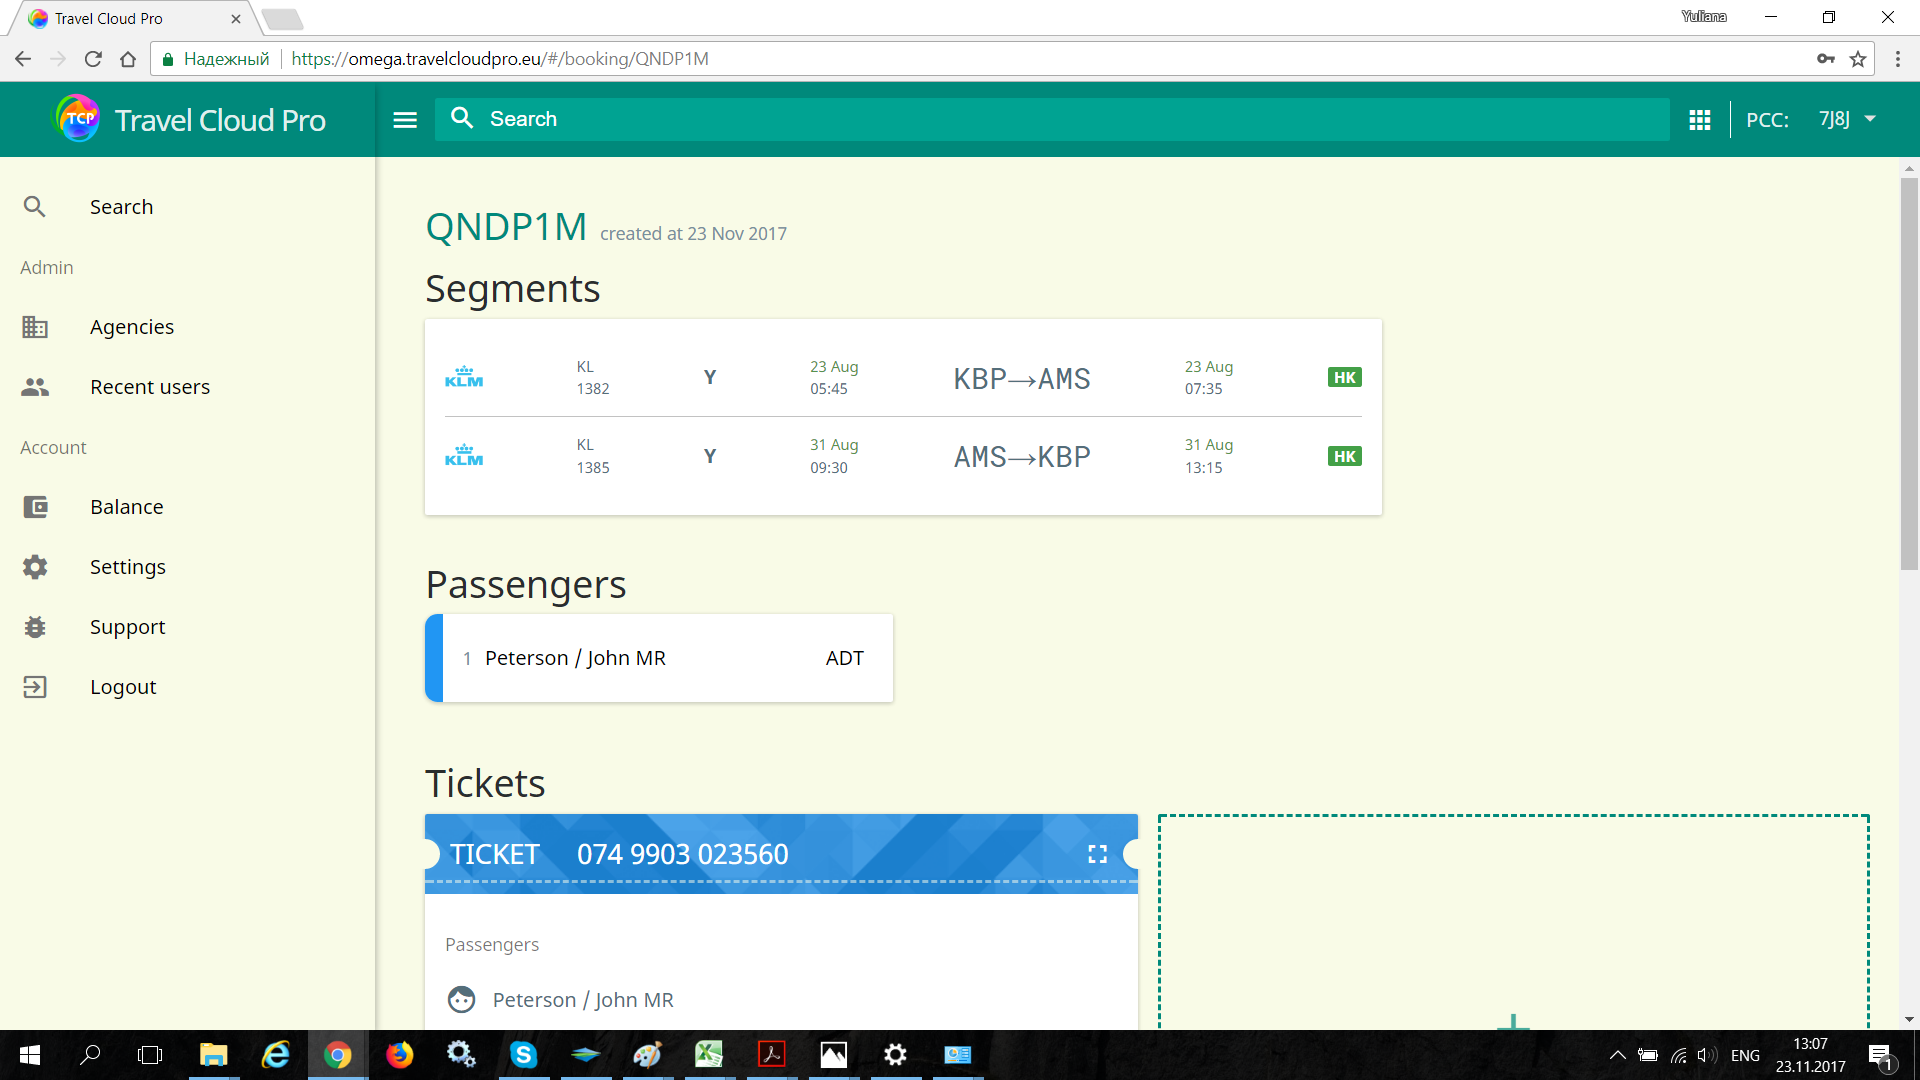 Travel Cloud Pro
Yuliana
Надежный
https://omega.travelcloudpro.eu/#/booking/QNDP1M
TCP
Travel Cloud Pro
Search
PCC:
7J8J
Search
Admin
Agencies
Recent users
Account
Balance
Settings
Support
Logout
QNDP1M created at 23 Nov 2017
Segments
KLM
KL
1382
Y
23 Aug
05:45
KBP→AMS
23 Aug
07:35
HK
KLM
KL
1385
Y
31 Aug
09:30
AMS→KBP
31 Aug
13:15
HK
Passengers
1 Peterson / John MR ADT
Tickets
TICKET 074 9903 023560
Passengers
Peterson / John MR
ENG
13:07
23.11.2017
1